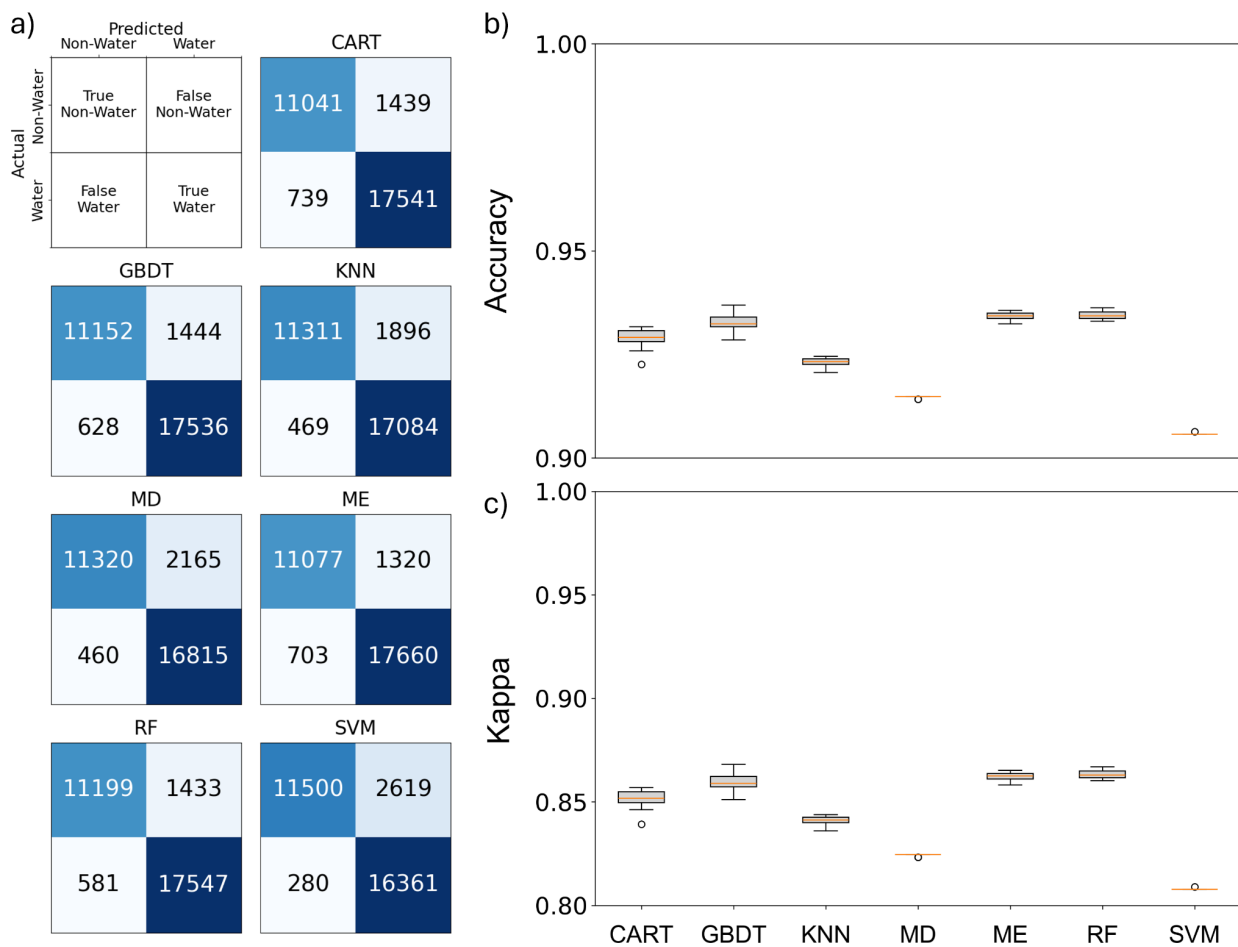 a)
Predicted
Non-Water Water
Actual
Non-Water
Water
True
Non-Water
False
Non-Water
False
Water
True
Water
CART
11041 1439
739 17541
GBDT
11152 1444
628 17536
KNN
11311 1896
469 17084
MD
11320 2165
460 16815
ME
11077 1320
703 17660
RF
11199 1433
581 17547
SVM
11500 2619
280 16361
b)
Accuracy
1.00
0.95
0.90
c)
Kappa
1.00
0.95
0.90
0.85
0.80
CART GBDT KNN MD ME RF SVM